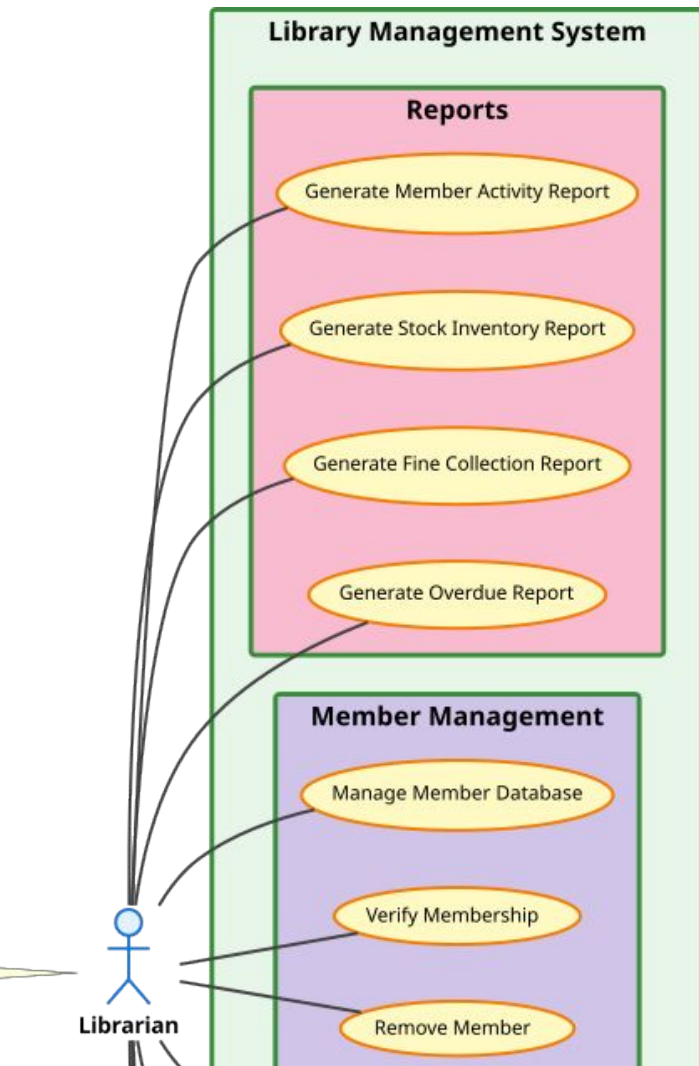 Library Management System
Reports
Generate Member Activity Report
Generate Stock Inventory Report
Generate Fine Collection Report
Generate Overdue Report
Member Management
Manage Member Database
Verify Membership
Remove Member
Librarian